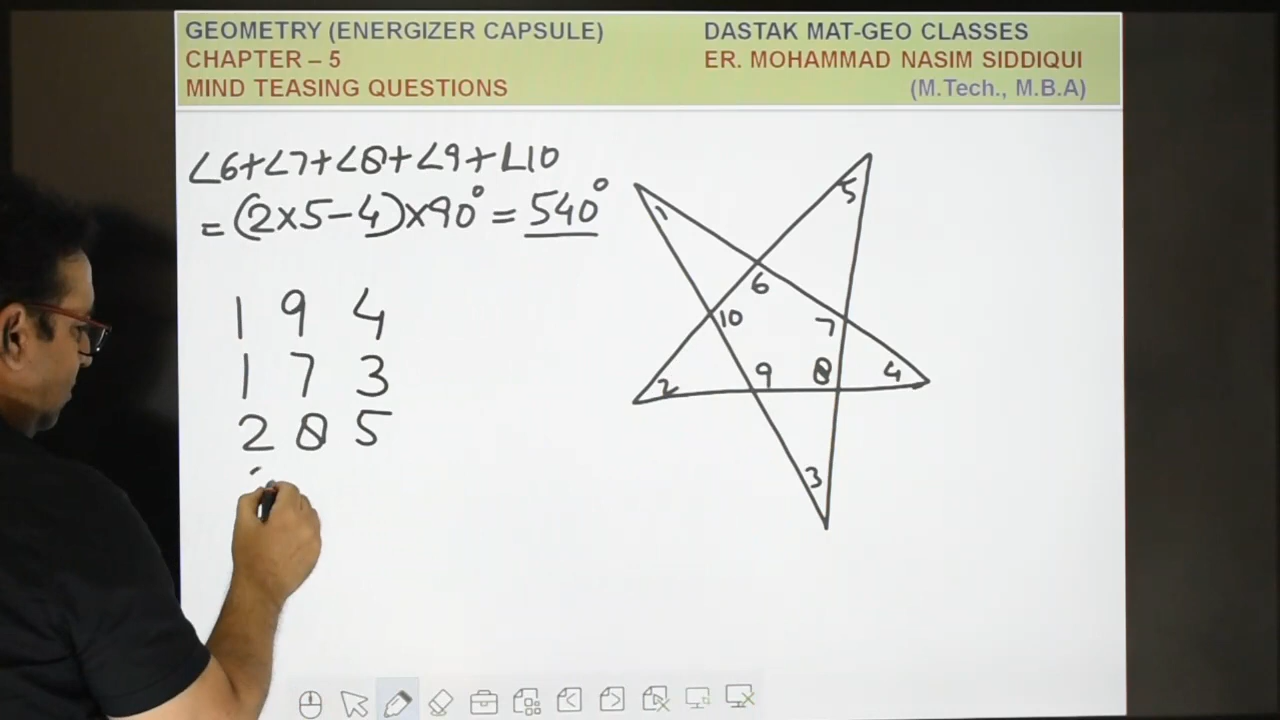 GEOMETRY (ENERGIZER CAPSULE)
CHAPTER – 5
MIND TEASING QUESTIONS
DASTAK MAT-GEO CLASSES
ER. MOHAMMAD NASIM SIDDIQUI
(M.Tech., M.B.A)
∠6+∠7+∠8+∠9+∠10
= (2×5-4)×90° = 540°
1 9 4
1 7 3
2 8 5
1
5
6
10
7
9
8
4
2
3